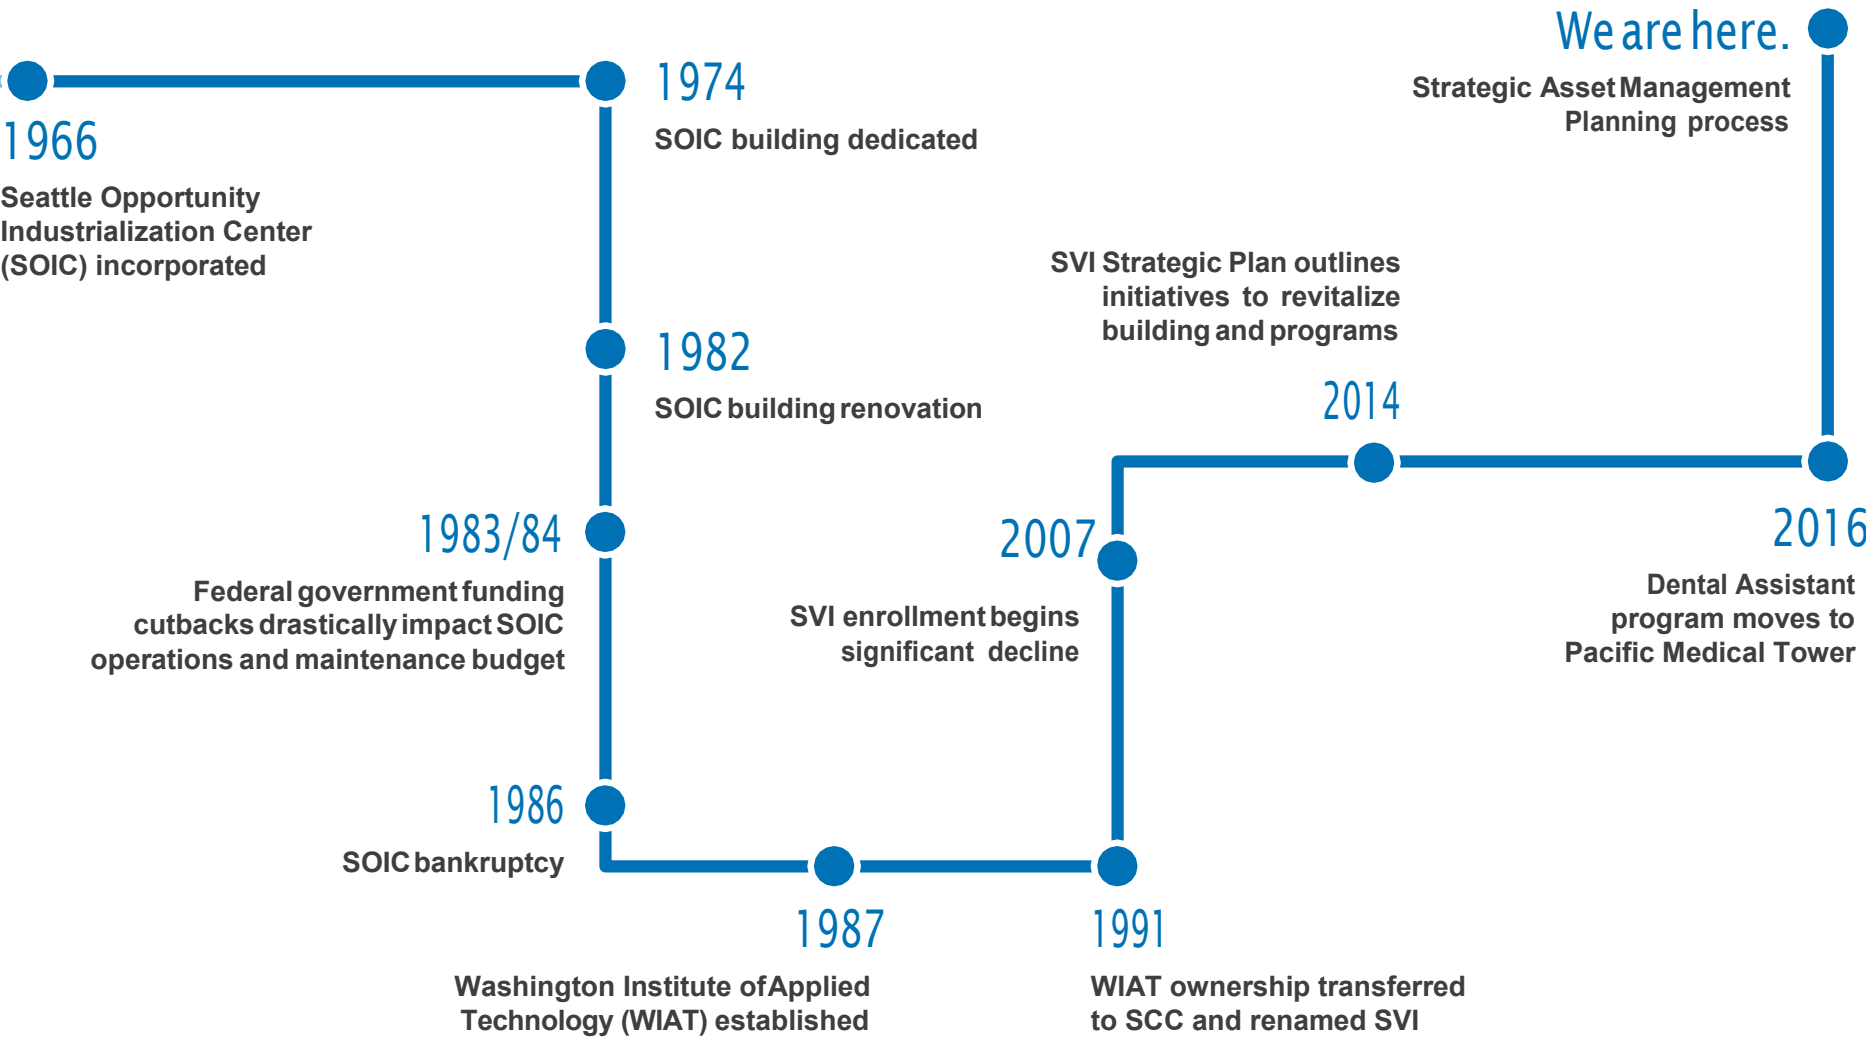 1966
Seattle Opportunity
Industrialization Center
(SOIC) incorporated
1974
SOIC building dedicated
1982
SOIC building renovation
1983/84
Federal government funding
cutbacks drastically impact SOIC
operations and maintenance budget
1986
SOIC bankruptcy
1987
Washington Institute of Applied
Technology (WIAT) established
1991
WIAT ownership transferred
to SCC and renamed SVI
2007
SVI enrollment begins
significant decline
SVI Strategic Plan outlines
initiatives to revitalize
building and programs
2014
2016
Dental Assistant
program moves to
Pacific Medical Tower
We are here.
Strategic Asset Management
Planning process